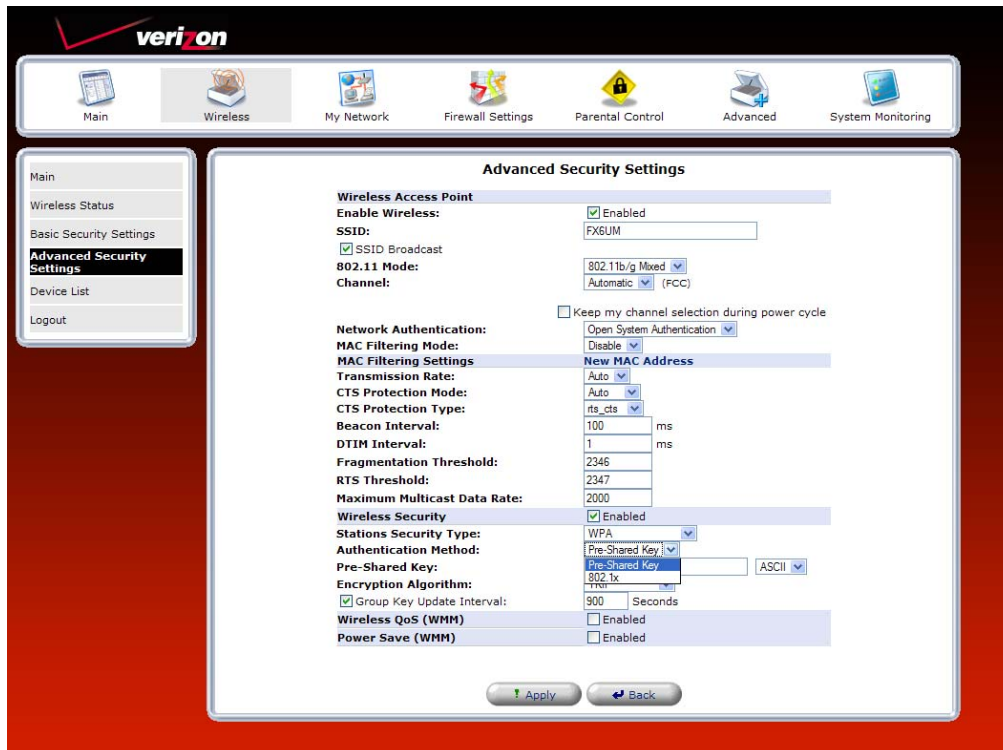 verizon
Main
Wireless
My Network
Firewall Settings
Parental Control
Advanced
System Monitoring
Main
Wireless Status
Basic Security Settings
Advanced Security
Settings
Device List
Logout
Advanced Security Settings
Wireless Access Point
Enable Wireless: Enabled
SSID: FX6UM
SSID Broadcast
802.11 Mode: 802.11b/g Mixed
Channel: Automatic (FCC)
Keep my channel selection during power cycle
Network Authentication: Open System Authentication
MAC Filtering Mode: Disable
MAC Filtering Settings New MAC Address
Transmission Rate: Auto
CTS Protection Mode: Auto
CTS Protection Type: rts_cts
Beacon Interval: 100 ms
DTIM Interval: 1 ms
Fragmentation Threshold: 2346
RTS Threshold: 2347
Maximum Multicast Data Rate: 2000
Wireless Security Enabled
Stations Security Type: WPA
Authentication Method: Pre-Shared Key
Pre-Shared Key: Pre-Shared Key ASCII
802.1x
Encryption Algorithm:
Group Key Update Interval: 900 Seconds
Wireless QoS (WMM) Enabled
Power Save (WMM) Enabled
! Apply
Back